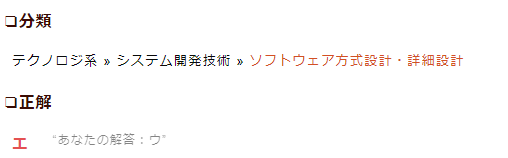 ❏分類
テクノロジ系 » システム開発技術 » ソフトウェア方式設計・詳細設計
❏正解
エ “あなたの解答：ウ”